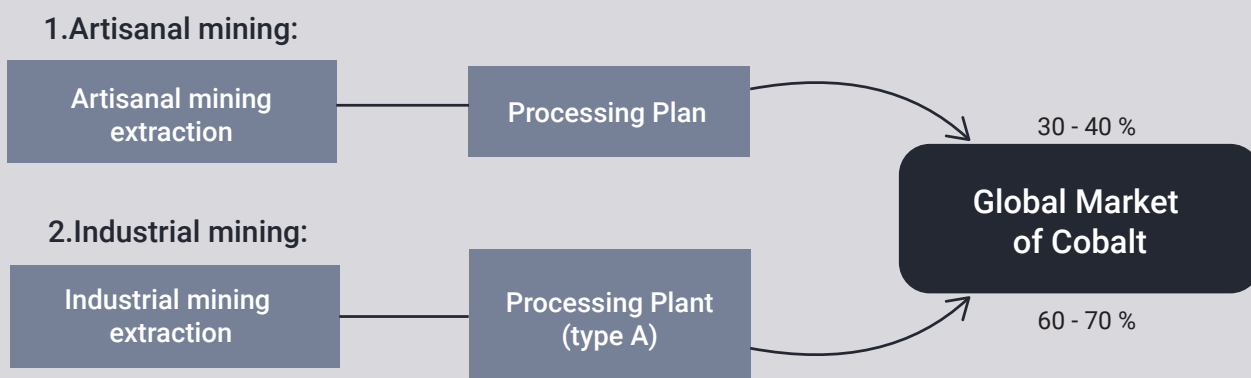 1.Artisanal mining:
Artisanal mining
extraction
Processing Plan
30 - 40 %
Global Market
of Cobalt
2.Industrial mining:
Industrial mining
extraction
Processing Plant
(type A)
60 - 70 %